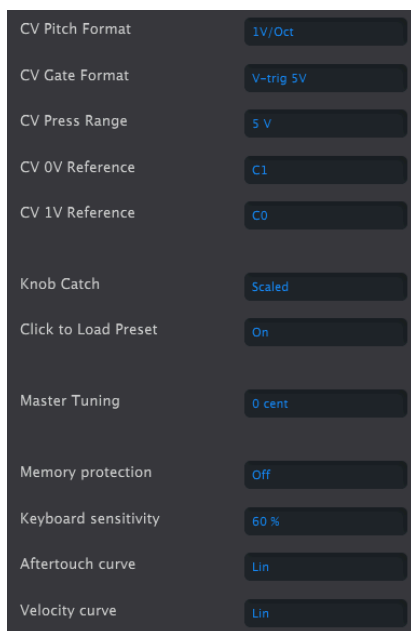 CV Pitch Format 1V/Oct
CV Gate Format V-trig 5V
CV Press Range 5 V
CV 0V Reference C1
CV 1V Reference C0
Knob Catch Scaled
Click to Load Preset On
Master Tuning 0 cent
Memory protection Off
Keyboard sensitivity 60 %
Aftertouch curve Lin
Velocity curve Lin